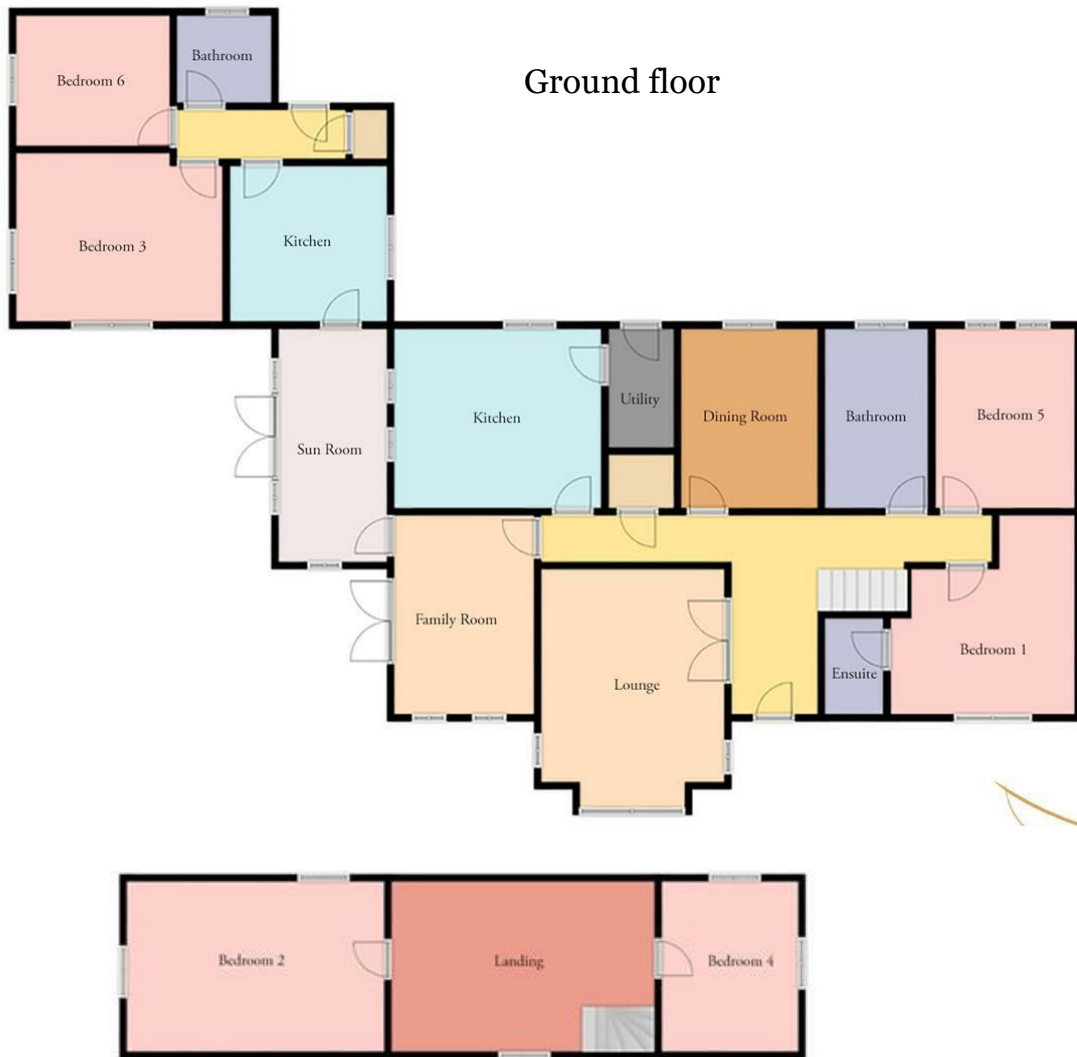 Bathroom
Bedroom 6
Ground floor
Bedroom 3
Kitchen
Sun Room
Kitchen
Utility
Dining Room
Bathroom
Bedroom 5
Family Room
Lounge
Ensuite
Bedroom 1
Bedroom 2
Landing
Bedroom 4